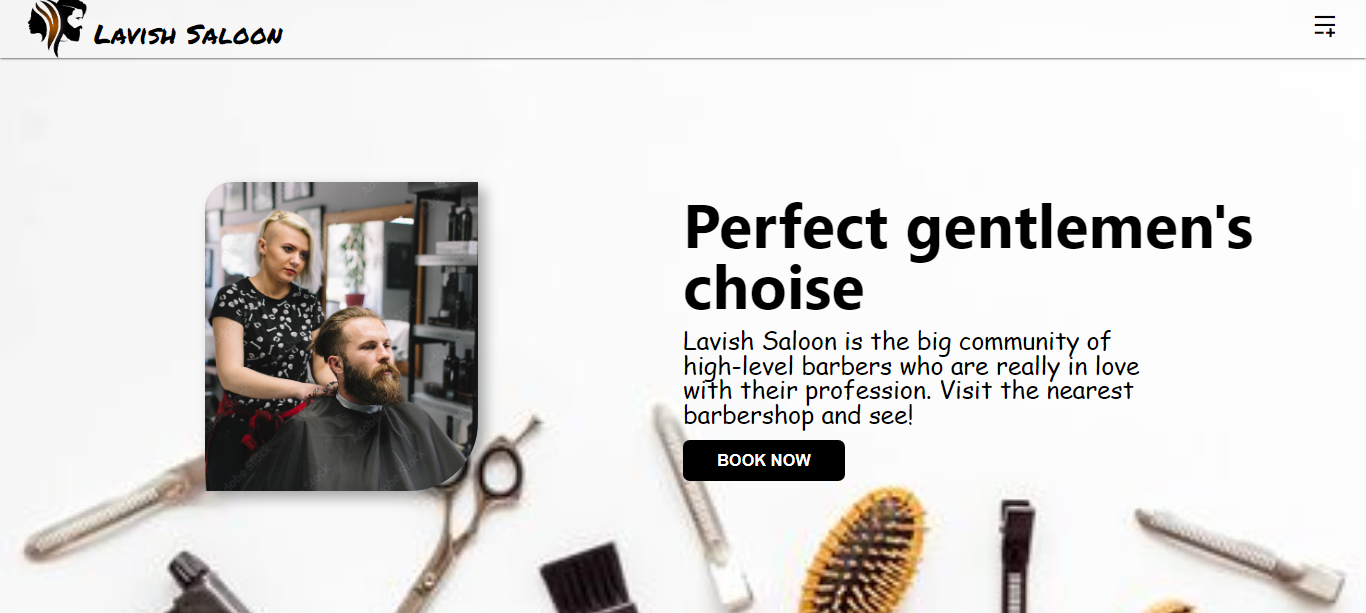 Lavish Saloon
Perfect gentlemen's
choise
Lavish Saloon is the big community of
high-level barbers who are really in love
with their profession. Visit the nearest
barbershop and see!
BOOK NOW